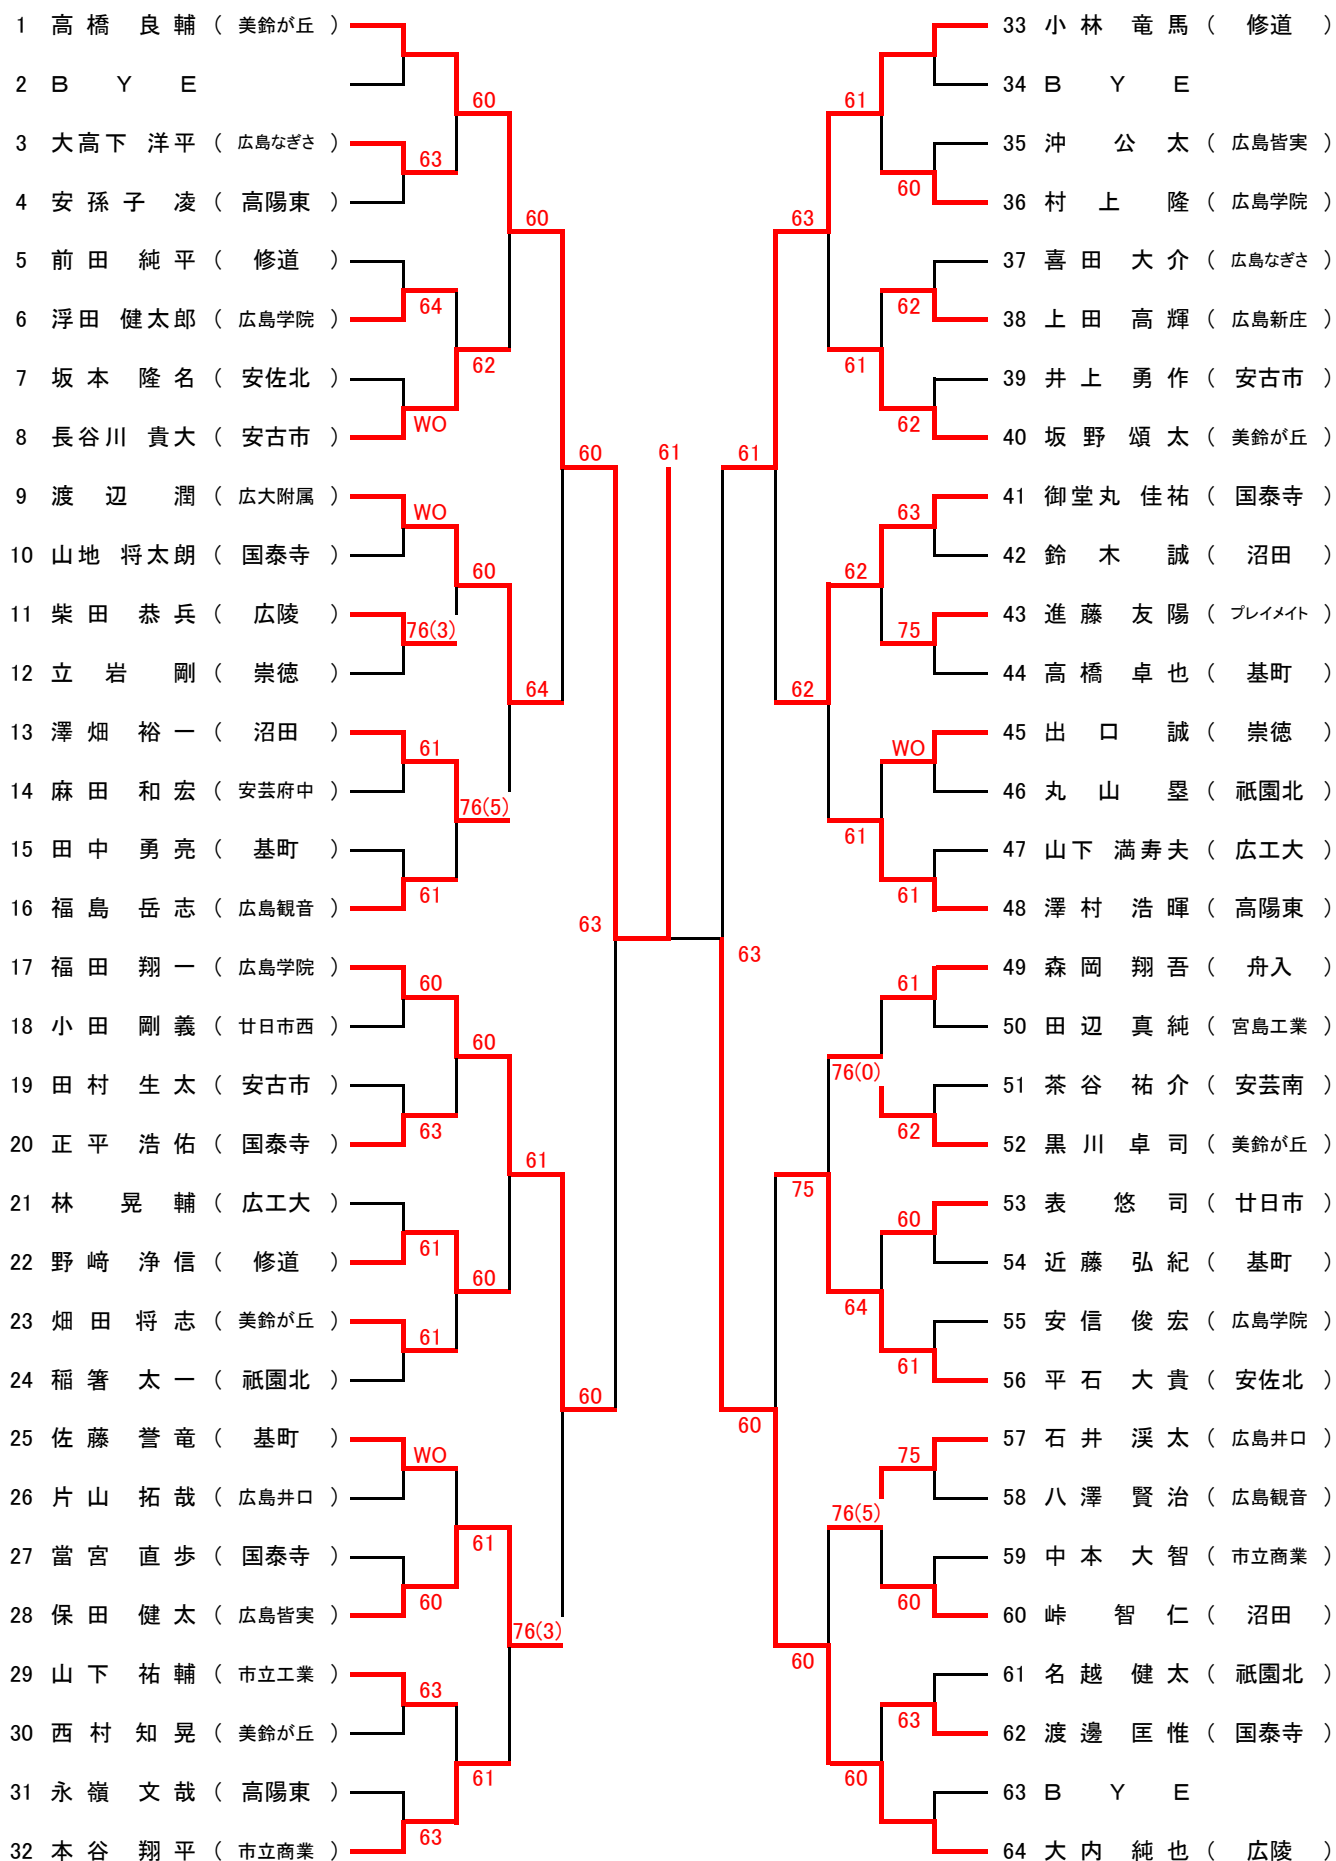 1 高橋 良輔 ( 美鈴が丘 )
2 B Y E
60
3 大高下 洋平 ( 広島なぎさ )
63
4 安孫子 凌 ( 高陽東 )
60
5 前田 純平 ( 修道 )
6 浮田 健太郎 ( 広島学院 )
64
7 坂本 隆名 ( 安佐北 )
62
8 長谷川 貴大 ( 安古市 )
WO
60
61
9 渡辺 潤 ( 広大附属 )
WO
10 山地 将太朗 ( 国泰寺 )
60
11 柴田 恭兵 ( 広陵 )
76(3)
12 立岩 剛 ( 崇徳 )
64
13 澤畑 裕一 ( 沼田 )
61
14 麻田 和宏 ( 安芸府中 )
76(5)
15 田中 勇亮 ( 基町 )
16 福島 岳志 ( 広島観音 )
61
63
17 福田 翔一 ( 広島学院 )
60
18 小田 剛義 ( 廿日市西 )
60
19 田村 生太 ( 安古市 )
20 正平 浩佑 ( 国泰寺 )
63
61
21 林 晃輔 ( 広工大 )
22 野﨑 浄信 ( 修道 )
61
60
23 畑田 将志 ( 美鈴が丘 )
61
24 稲箸 太一 ( 祇園北 )
60
25 佐藤 誉竜 ( 基町 )
WO
26 片山 拓哉 ( 広島井口 )
61
27 當宮 直歩 ( 国泰寺 )
28 保田 健太 ( 広島皆実 )
60
76(3)
29 山下 祐輔 ( 市立工業 )
63
30 西村 知晃 ( 美鈴が丘 )
61
31 永嶺 文哉 ( 高陽東 )
32 本谷 翔平 ( 市立商業 )
63
33 小林 竜馬 ( 修道 )
34 B Y E
61
35 沖 公太 ( 広島皆実 )
60
36 村上 隆 ( 広島学院 )
63
37 喜田 大介 ( 広島なぎさ )
62
38 上田 高輝 ( 広島新庄 )
61
39 井上 勇作 ( 安古市 )
62
40 坂野 頌太 ( 美鈴が丘 )
61
41 御堂丸 佳祐 ( 国泰寺 )
63
42 鈴木 誠 ( 沼田 )
62
43 進藤 友陽 ( プレイメイト )
75
44 高橋 卓也 ( 基町 )
62
45 出口 誠 ( 崇徳 )
WO
46 丸山 塁 ( 祇園北 )
61
47 山下 満寿夫 ( 広工大 )
61
48 澤村 浩暉 ( 高陽東 )
63
49 森岡 翔吾 ( 舟入 )
61
50 田辺 真純 ( 宮島工業 )
76(0)
51 茶谷 祐介 ( 安芸南 )
62
52 黒川 卓司 ( 美鈴が丘 )
75
53 表 悠司 ( 廿日市 )
60
54 近藤 弘紀 ( 基町 )
64
55 安信 俊宏 ( 広島学院 )
61
56 平石 大貴 ( 安佐北 )
60
57 石井 渓太 ( 広島井口 )
75
58 八澤 賢治 ( 広島観音 )
76(5)
59 中本 大智 ( 市立商業 )
60
60 峠 智仁 ( 沼田 )
60
61 名越 健太 ( 祇園北 )
63
62 渡邊 匡惟 ( 国泰寺 )
60
63 B Y E
64 大内 純也 ( 広陵 )